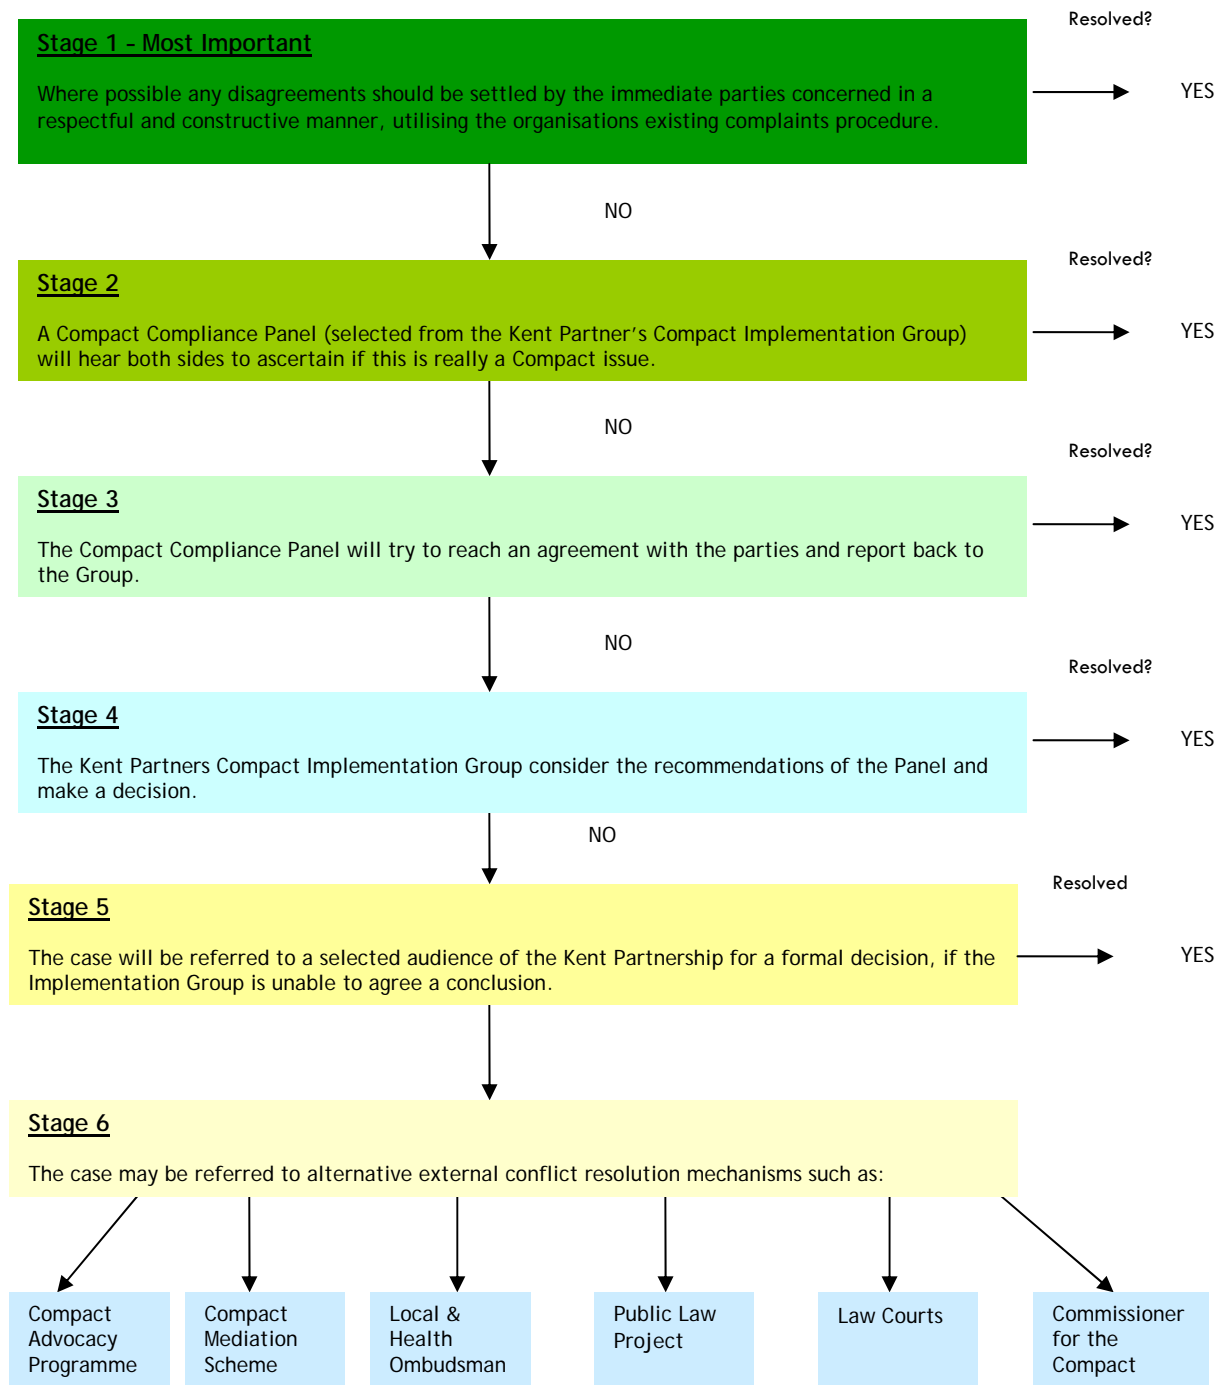 Resolved?
Stage 1 - Most Important
Where possible any disagreements should be settled by the immediate parties concerned in a
respectful and constructive manner, utilising the organisations existing complaints procedure.
YES
NO
Resolved?
Stage 2
A Compact Compliance Panel (selected from the Kent Partner's Compact Implementation Group)
will hear both sides to ascertain if this is really a Compact issue.
YES
NO
Resolved?
Stage 3
The Compact Compliance Panel will try to reach an agreement with the parties and report back to
the Group.
YES
NO
Resolved?
Stage 4
The Kent Partners Compact Implementation Group consider the recommendations of the Panel and
make a decision.
YES
NO
Resolved
Stage 5
The case will be referred to a selected audience of the Kent Partnership for a formal decision, if the
Implementation Group is unable to agree a conclusion.
YES
Stage 6
The case may be referred to alternative external conflict resolution mechanisms such as:
Compact
Advocacy
Programme
Compact
Mediation
Scheme
Local &
Health
Ombudsman
Public Law
Project
Law Courts
Commissioner
for the
Compact